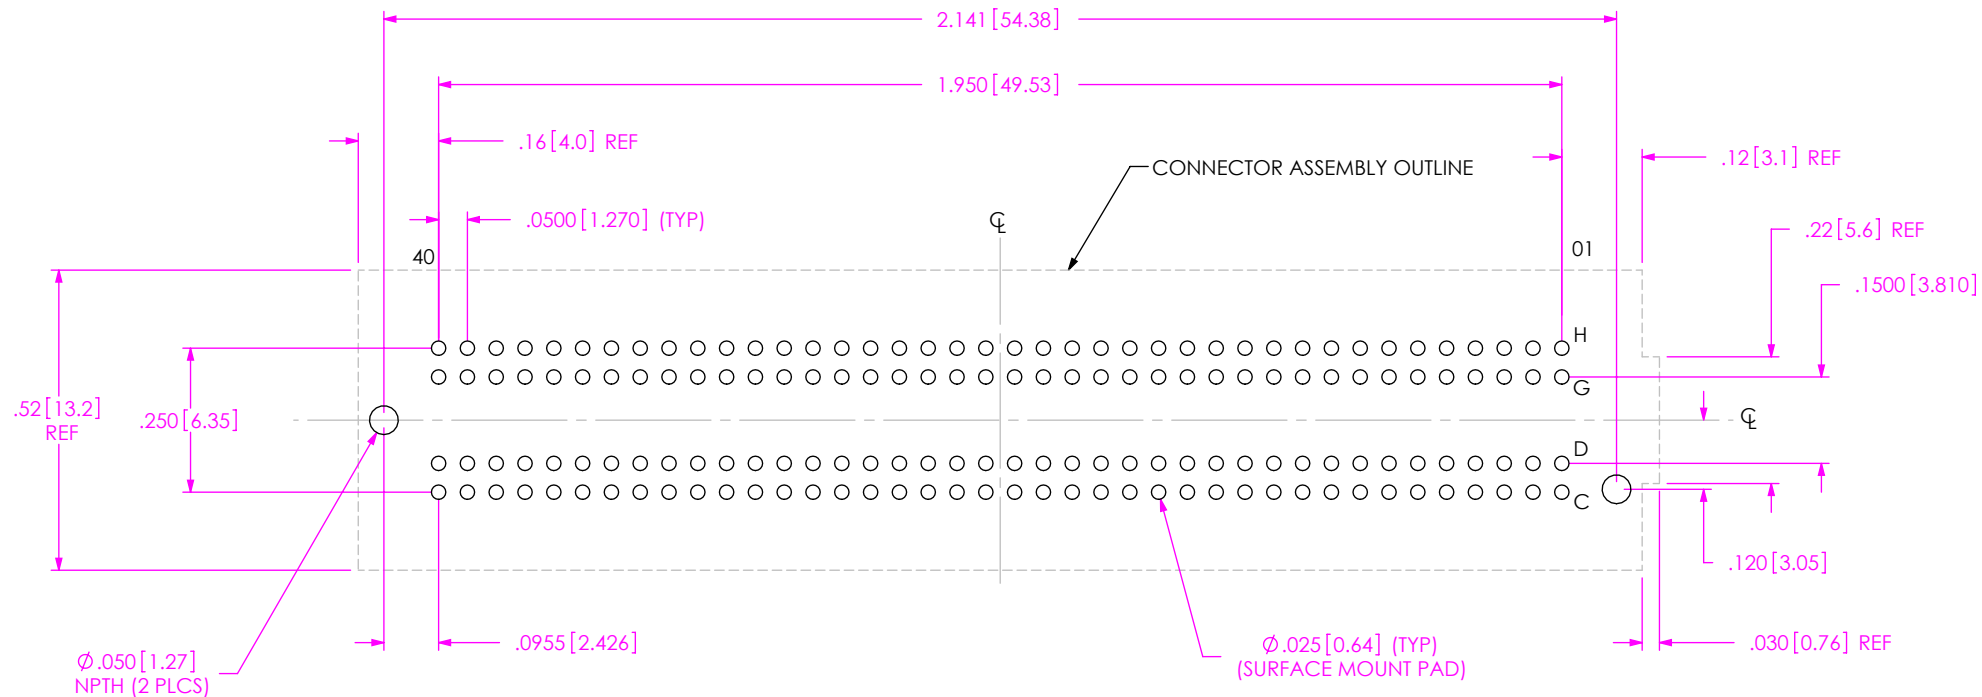 2.141 [54.38]
1.950 [49.53]
.16 [4.0] REF
CONNECTOR ASSEMBLY OUTLINE
.12 [3.1] REF
.0500 [1.270] (TYP)
℄
.22 [5.6] REF
40
01
.1500 [3.810]
H
G
.52 [13.2]
REF
.250 [6.35]
℄
D
C
.120 [3.05]
.0955 [2.426]
Ø.025 [0.64] (TYP)
(SURFACE MOUNT PAD)
.030 [0.76] REF
Ø.050 [1.27]
NPTH (2 PLCS)